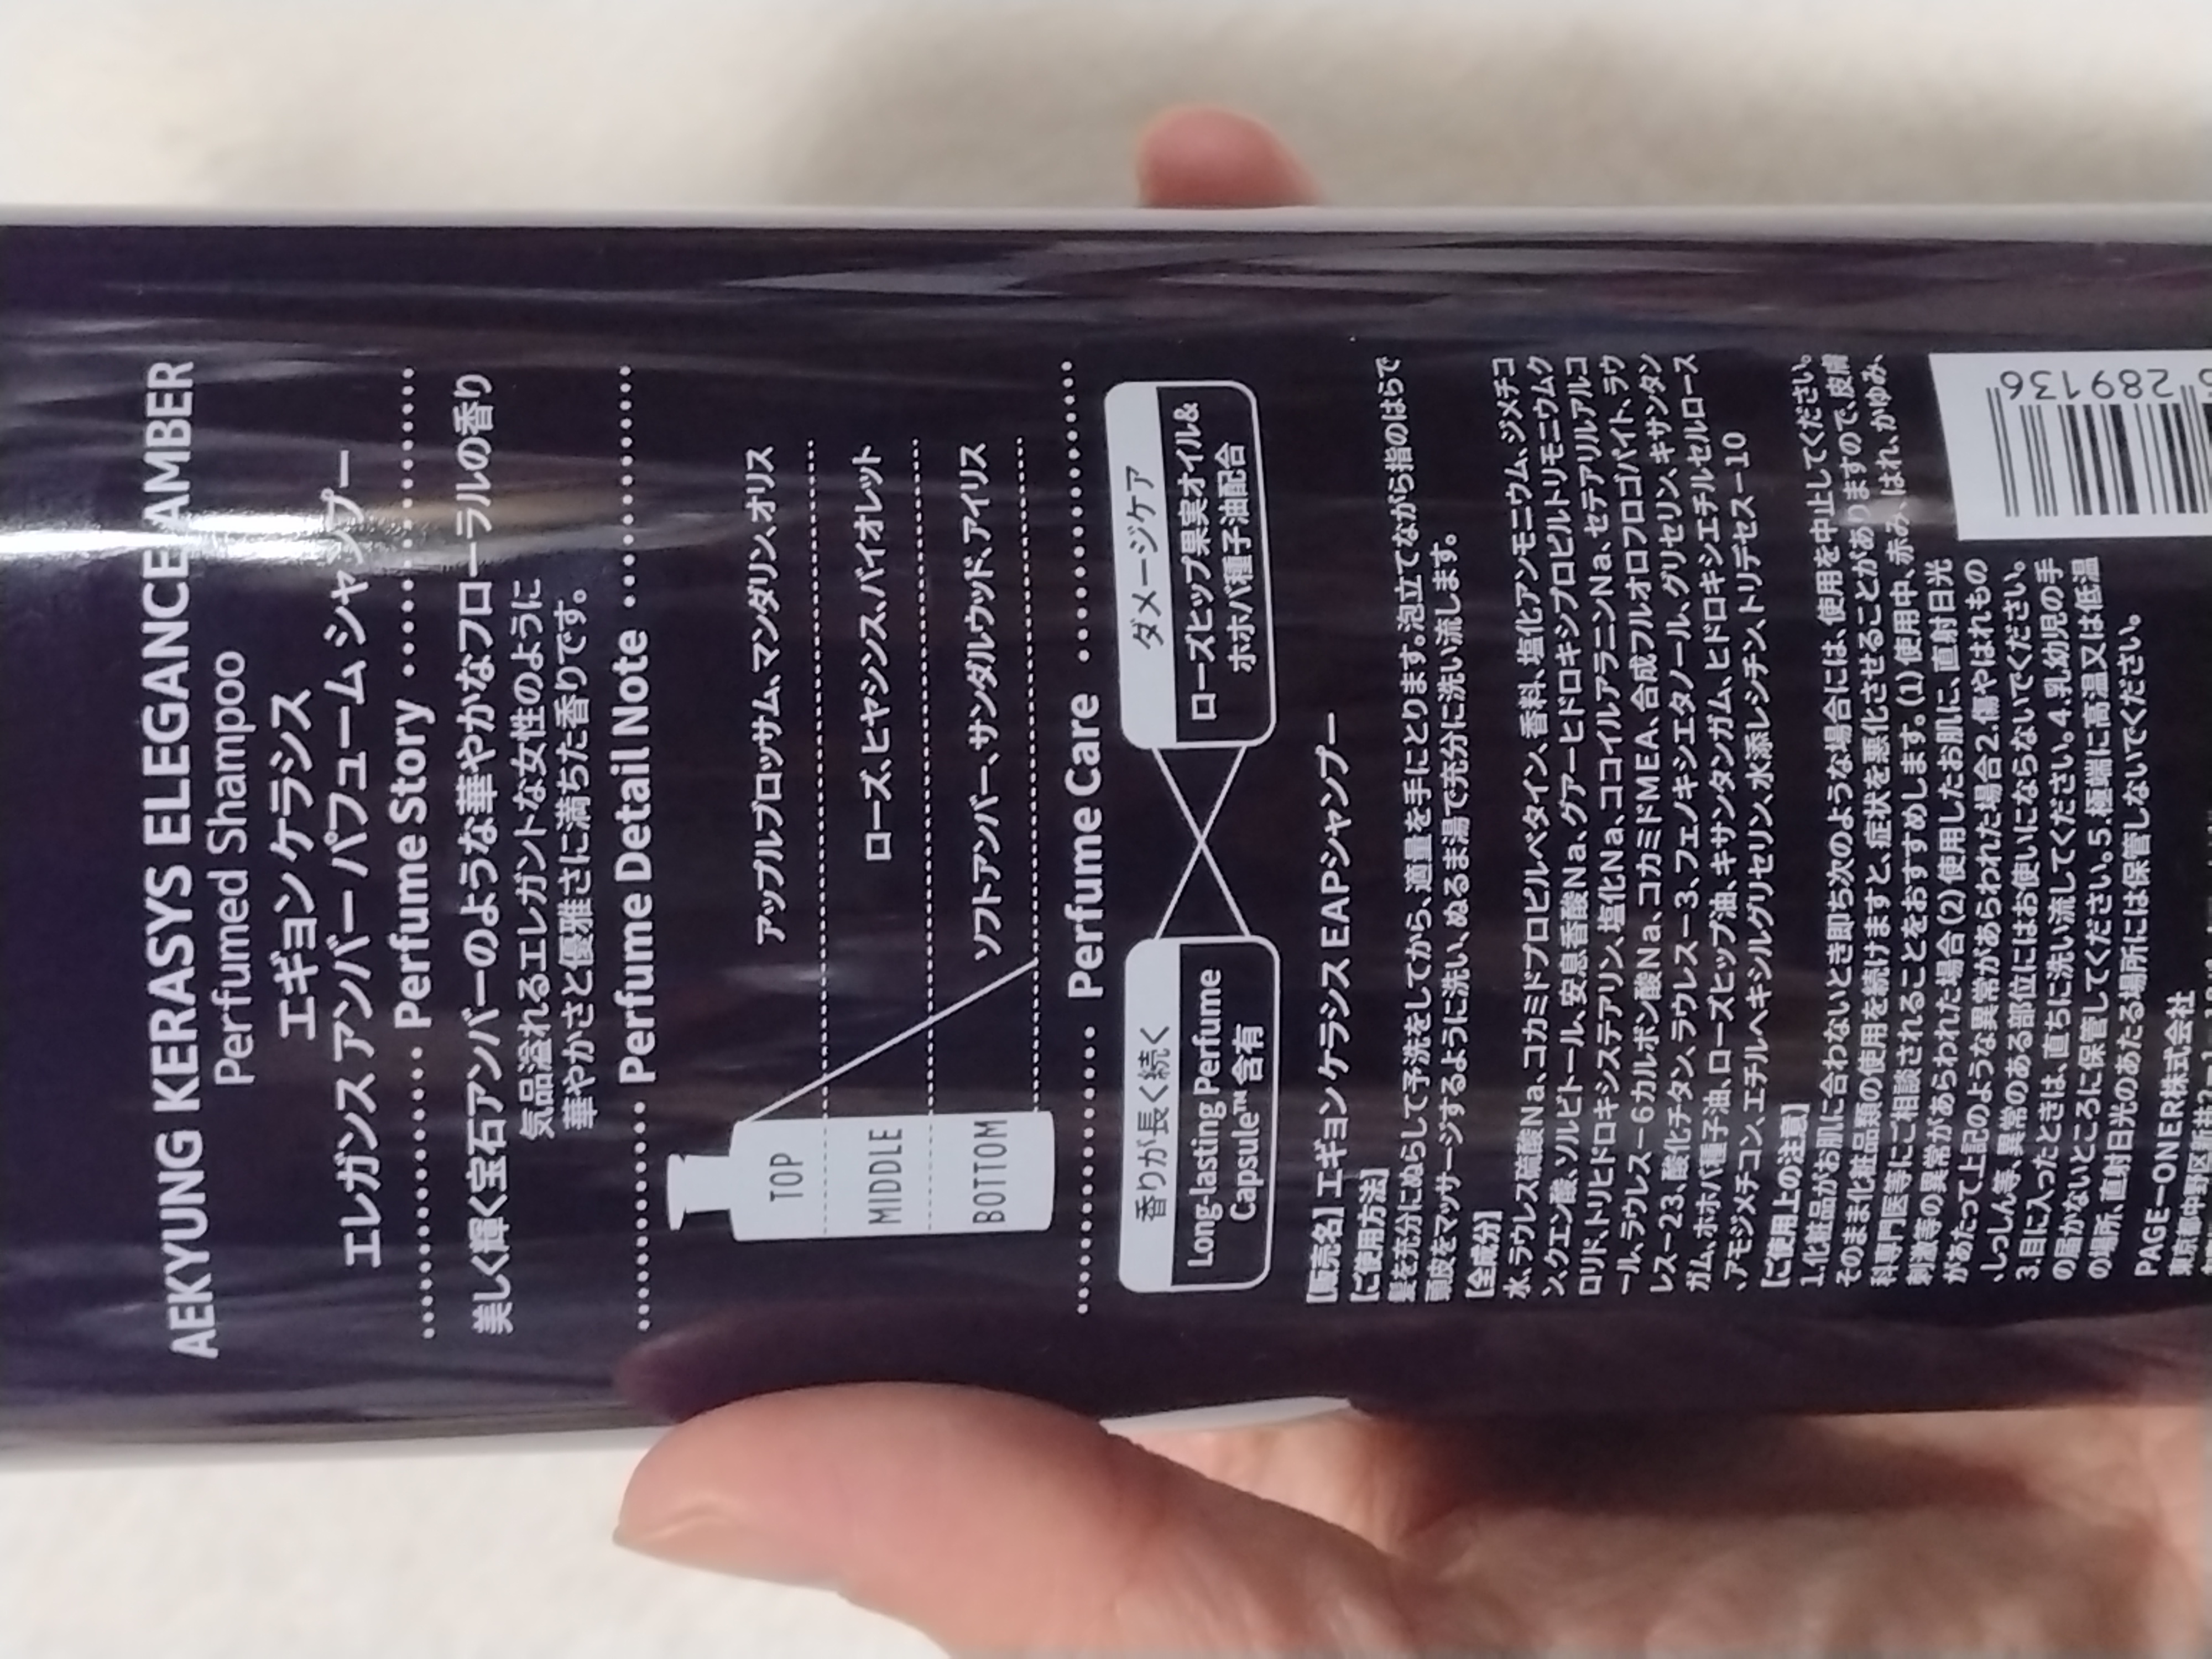 AEKYUNG KERASYS ELEGANCE AMBER
Perfumed Shampoo
エギョン ケラシス
エレガンス アンバー パフューム シャンプー
Perfume Story
美しく輝く宝石アンバーのような華やかなフローラルの香り
気品溢れるエレガントな女性のように
華やかさと優雅さに満ちた香りです。
Perfume Detail Note
TOP
アップルブロッサム、マンダリン、オリス
MIDDLE
ローズ、ヒヤシンス、バイオレット
BOTTOM
ソフトアンバー、サンダルウッド、アイリス
Perfume Care
香りが長く続く
Long-lasting Perfume
Capsule™含有
ダメージケア
ローズヒップ果実オイル&
ホホバ種子油配合
【販売名】エギョン ケラシス EAPシャンプー
【ご使用方法】
髪を充分にぬらして予洗をしてから、適量を手にとります。泡立てながら指のはらで
頭皮をマッサージするように洗い、ぬるま湯で充分に洗い流します。
【全成分】
水、ラウレス硫酸Na、コカミドプロピルベタイン、香料、塩化アンモニウム、ジメチコ
ン、クエン酸、ソルビトール、安息香酸Na、グアーヒドロキシプロピルトリモニウムク
ロリド、トリヒドロキシステアリン、塩化Na、ココイルアラニンNa、セテアリルアルコ
ール、ラウレス－6カルボン酸Na、コカミドMEA、合成フルオロフロゴパイト、ラウ
レス－23、酸化チタン、ラウレス－3、フェノキシエタノール、グリセリン、キサンタン
ガム、ホホバ種子油、ローズヒップ油、キサンタンガム、ヒドロキシエチルセルロース
、アモジメチコン、エチルヘキシルグリセリン、水添レシチン、トリデセス－10
【ご使用上の注意】
1.化粧品がお肌に合わないとき即ち次のような場合には、使用を中止してください。
そのまま化粧品類の使用を続けますと、症状を悪化させることがありますので、皮膚
科専門医等にご相談されることをおすすめします。(1)使用中、赤み、はれ、かゆみ、
刺激等の異常があらわれた場合(2)使用したお肌に、直射日光
があたって上記のような異常があらわれた場合2.傷やはれもの
、しっしん等、異常のある部位にはお使いにならないでください。
3.目に入ったときは、直ちに洗い流してください。4.乳幼児の手
の届かないところに保管してください。5.極端に高温又は低温
の場所、直射日光のあたる場所には保管しないでください。
PAGE－ONER株式会社
東京都中野区
289136